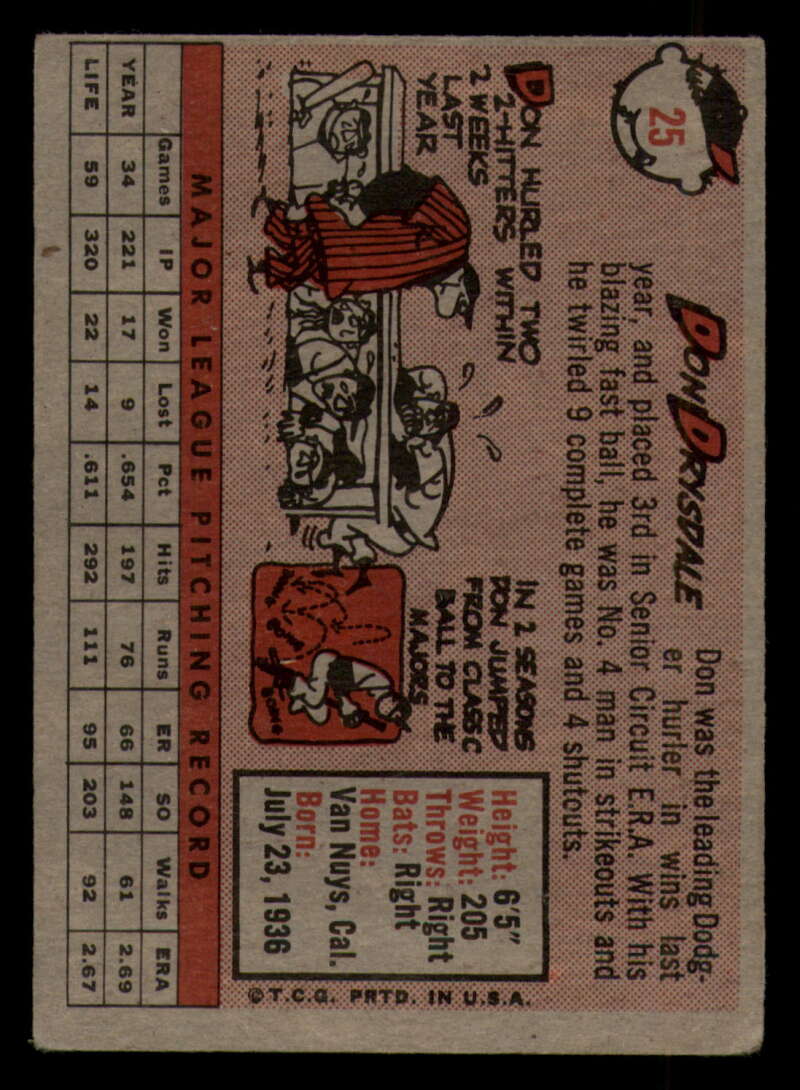 25
DON DRYSDALE
Don was the leading Dodg-
er hurler in wins last
year, and placed 3rd in Senior Circuit E.R.A. With his
blazing fast ball, he was No. 4 man in strikeouts and
he twirled 9 complete games and 4 shutouts.
DON HURLED TWO
2-HITTERS WITHIN
2 WEEKS
LAST
YEAR
IN 2 SEASONS
DON JUMPED
FROM CLASS C
BALL TO THE
MAJORS
BONG
Height: 6'5"
Weight: 205
Throws: Right
Bats: Right
Home:
Van Nuys, Cal.
Born:
July 23, 1936
© T.C.G. PRTD. IN U.S.A.
MAJOR LEAGUE PITCHING RECORD
Games IP Won Lost Pct Hits Runs ER SO Walks ERA
YEAR 34 221 17 9 .654 197 76 66 148 61 2.69
LIFE 59 320 22 14 .611 292 111 95 203 92 2.67